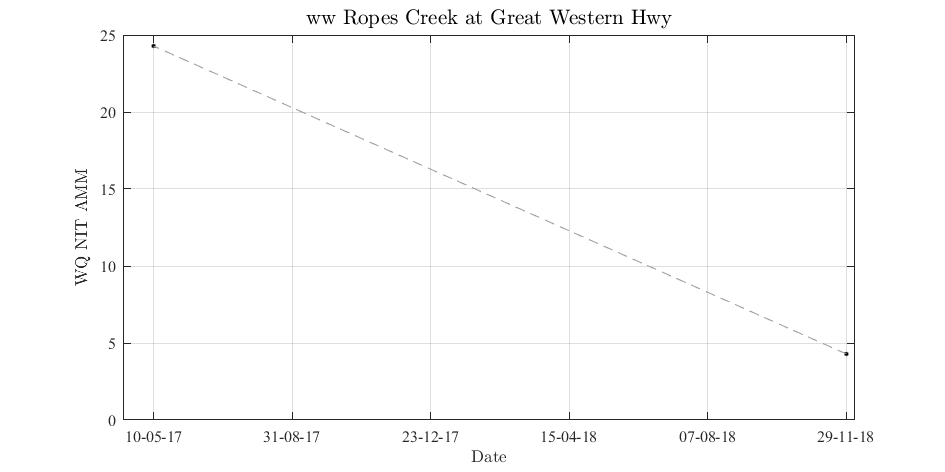 ww Ropes Creek at Great Western Hwy
25
20
15
10
5
0
WQ NIT AMM
10-05-17 31-08-17 23-12-17 15-04-18 07-08-18 29-11-18
Date